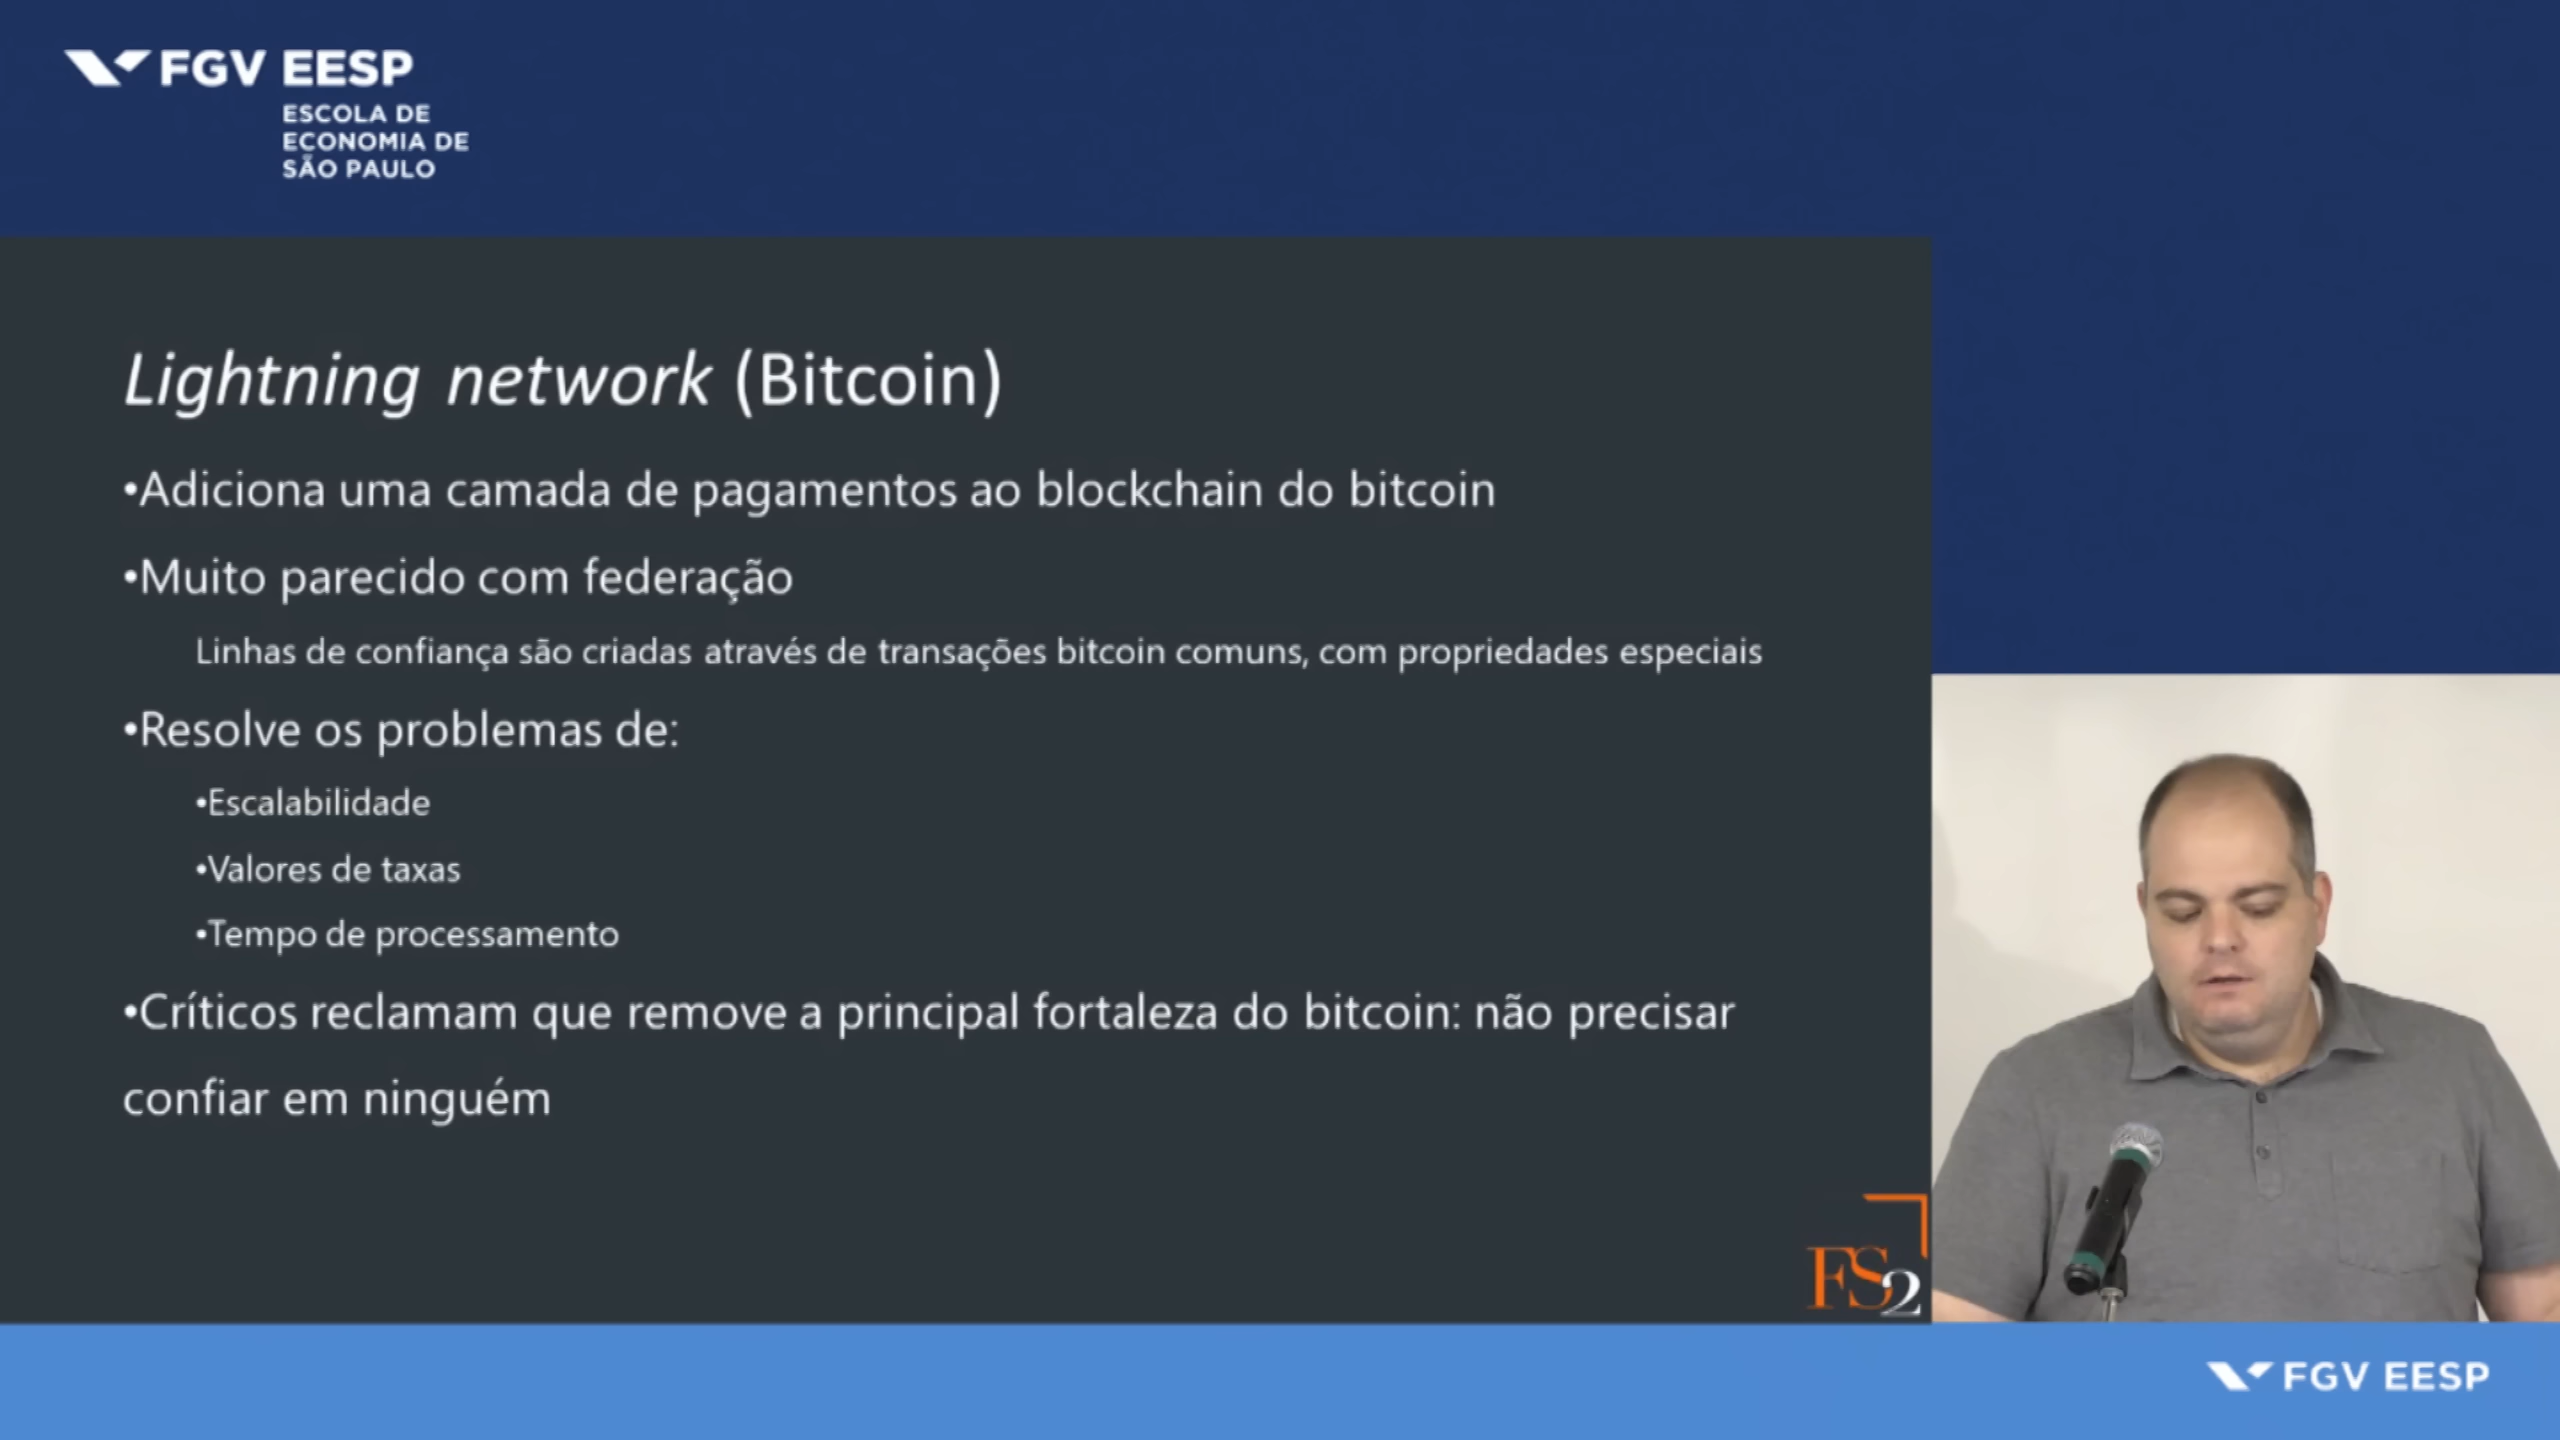 FGV EESP
ESCOLA DE
ECONOMIA DE
SÃO PAULO
Lightning network (Bitcoin)
•Adiciona uma camada de pagamentos ao blockchain do bitcoin
•Muito parecido com federação
Linhas de confiança são criadas através de transações bitcoin comuns, com propriedades especiais
•Resolve os problemas de:
•Escalabilidade
•Valores de taxas
•Tempo de processamento
•Críticos reclamam que remove a principal fortaleza do bitcoin: não precisar
confiar em ninguém
FS2
FGV EESP